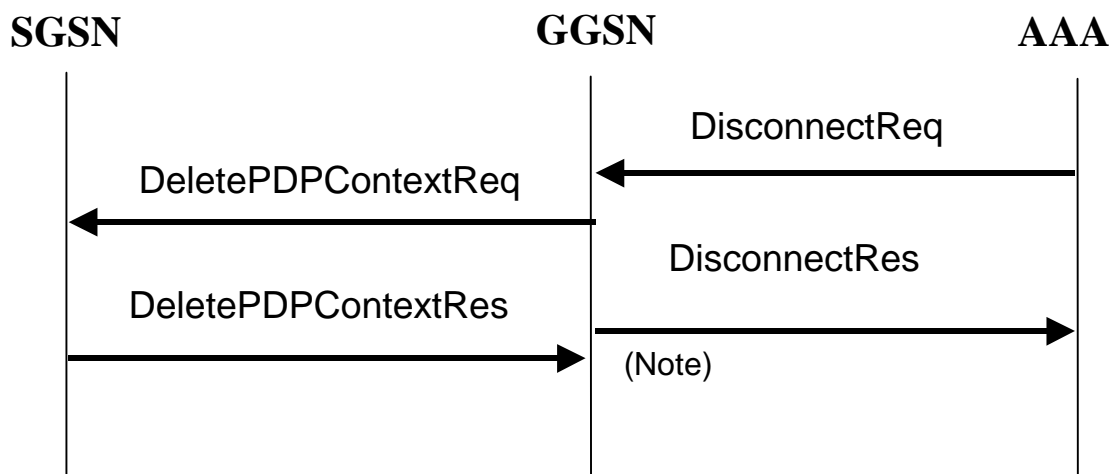 SGSN GGSN AAA
DisconnectReq
DeletePDPContextReq
DisconnectRes
DeletePDPContextRes
(Note)